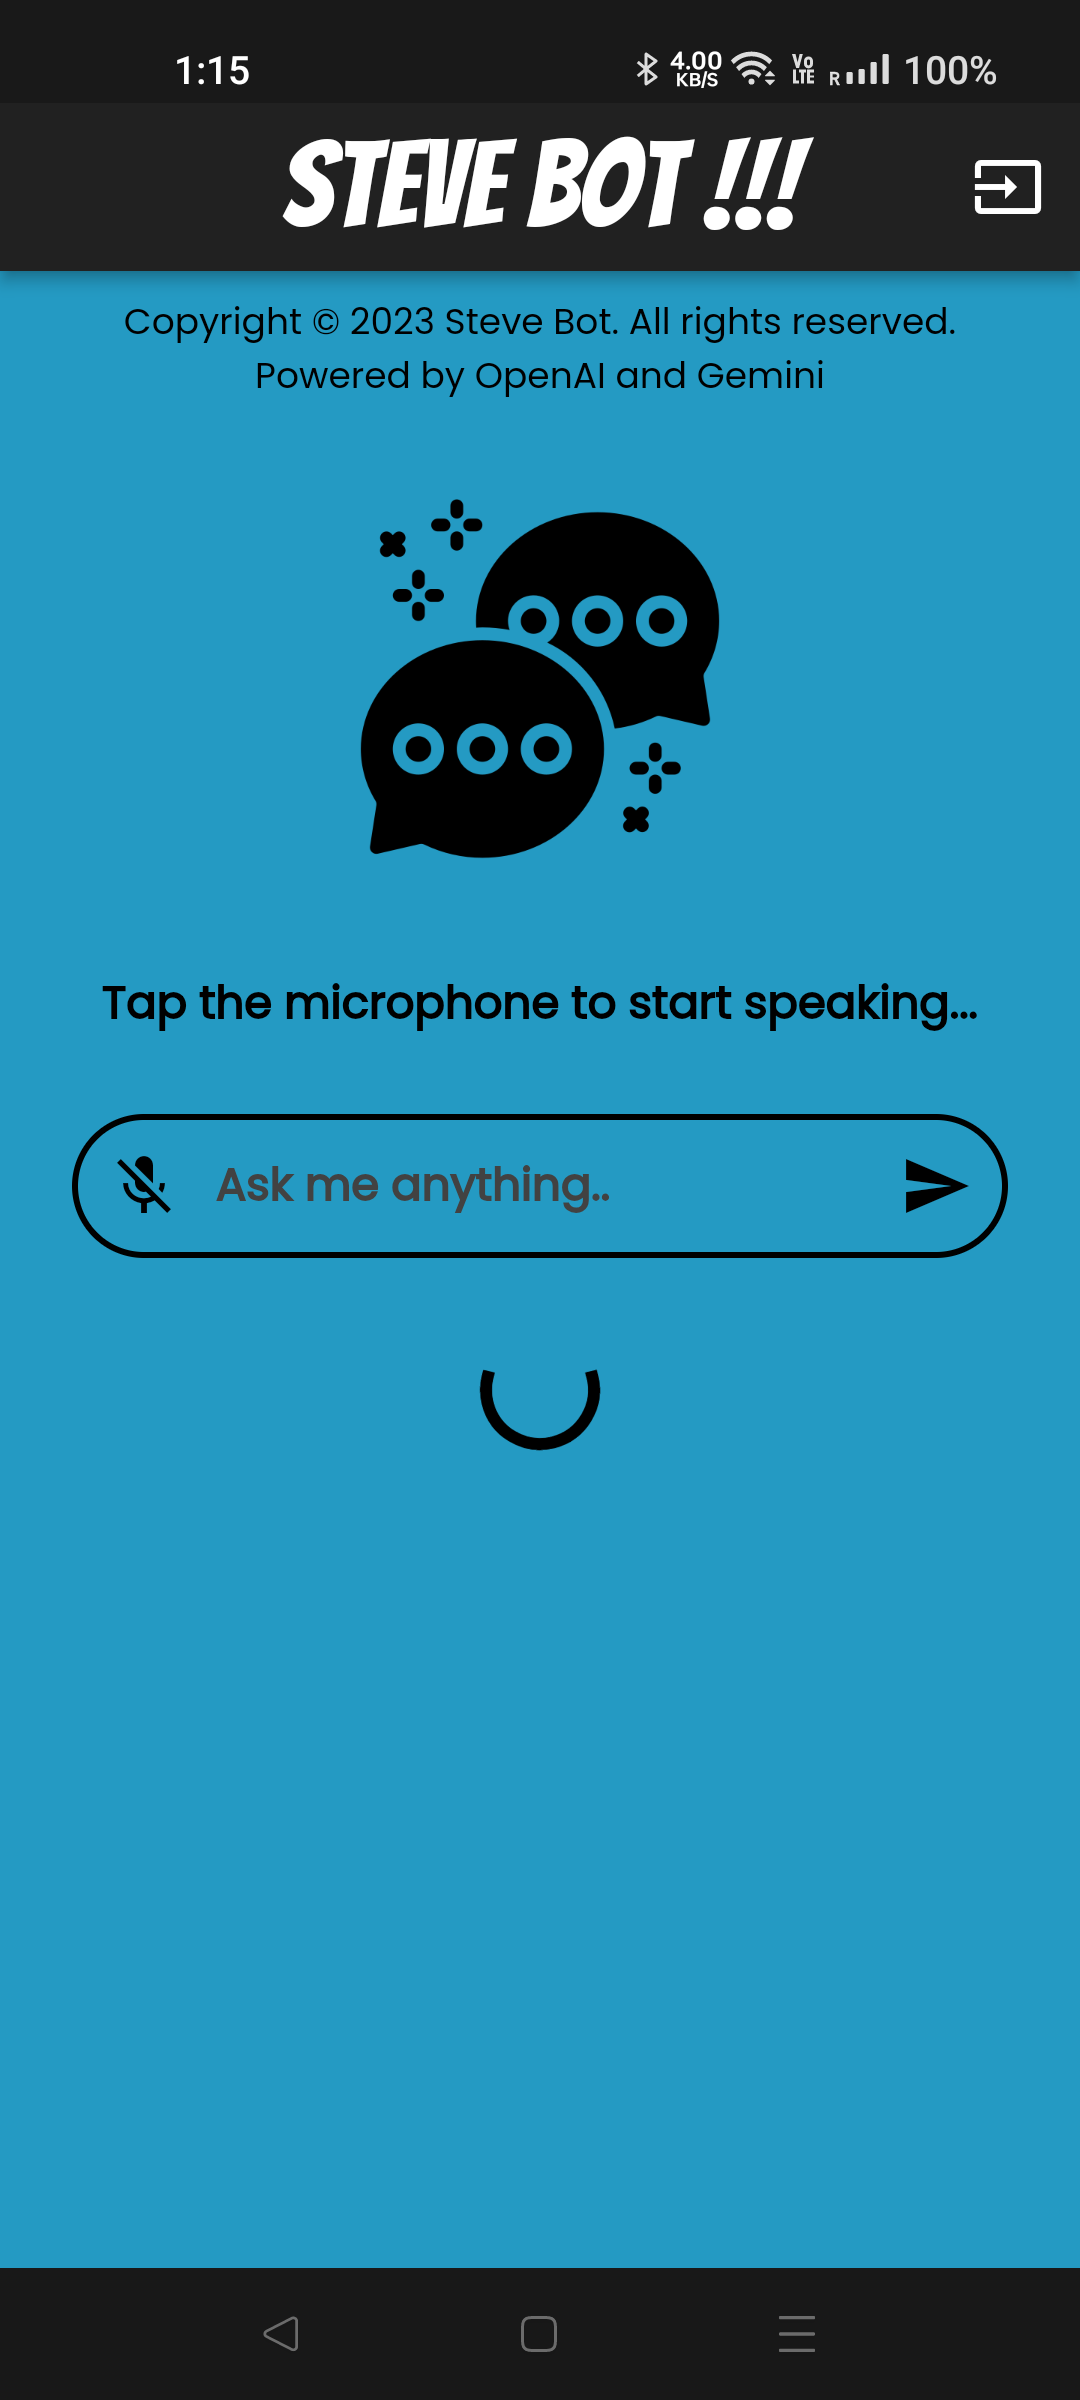 1:15
4.00
KB/S
Vo
LTE
R
100%
STEVE BOT !!!
Copyright © 2023 Steve Bot. All rights reserved.
Powered by OpenAI and Gemini
Tap the microphone to start speaking...
Ask me anything..